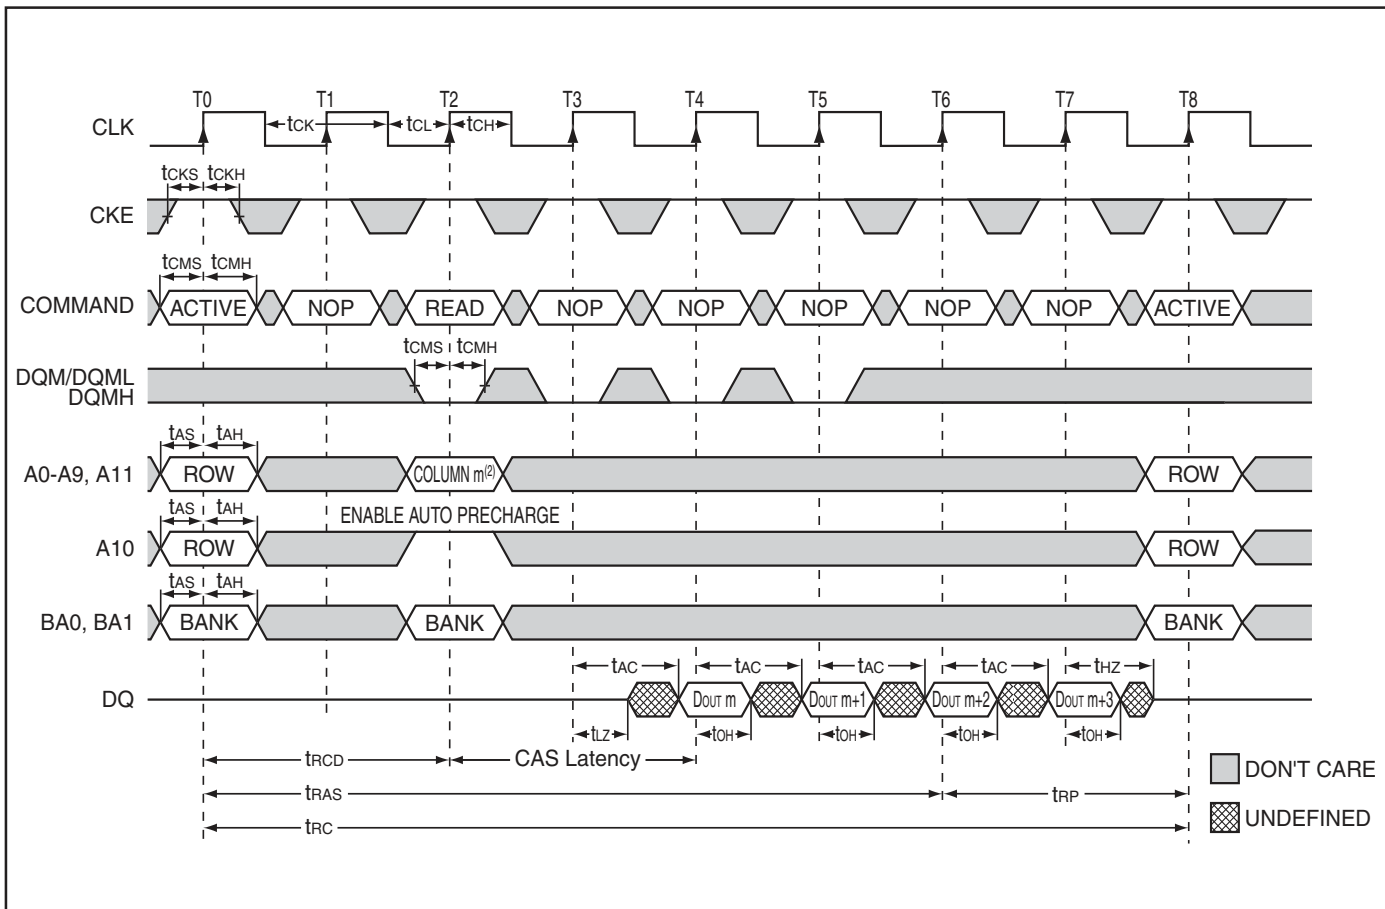 T0 T1 T2 T3 T4 T5 T6 T7 T8
CLK tCK tCL tCH
tCKS tCKH
CKE
tCMS tCMH
COMMAND ACTIVE NOP READ NOP NOP NOP NOP NOP ACTIVE
tCMS tCMH
DQM/DQML
DQMH
tAS tAH
A0-A9, A11 ROW COLUMN m(2) ROW
tAS tAH ENABLE AUTO PRECHARGE
A10 ROW ROW
tAS tAH
BA0, BA1 BANK BANK BANK
tAC tAC tAC tAC tHZ
DQ DOUT m DOUT m+1 DOUT m+2 DOUT m+3
tLZ tOH tOH tOH tOH
tRCD CAS Latency
DON'T CARE
tRAS tRP
UNDEFINED
tRC